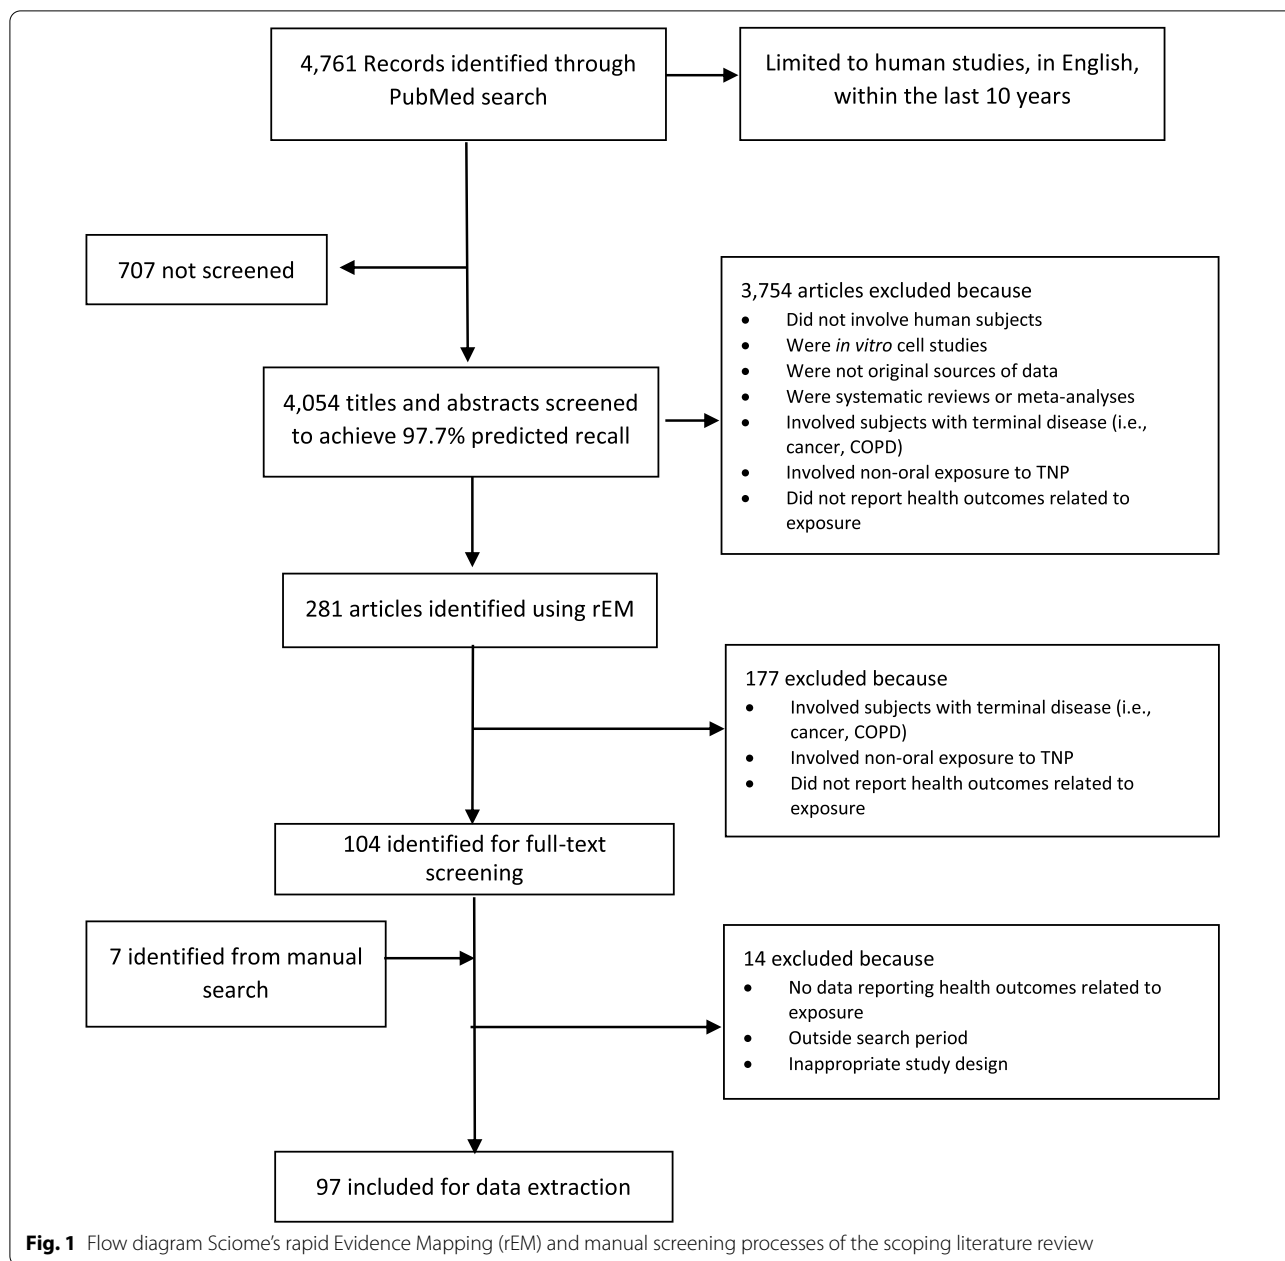 4,761 Records identified through
PubMed search
Limited to human studies, in English,
within the last 10 years
707 not screened
3,754 articles excluded because
• Did not involve human subjects
• Were in vitro cell studies
• Were not original sources of data
• Were systematic reviews or meta-analyses
• Involved subjects with terminal disease (i.e.,
cancer, COPD)
• Involved non-oral exposure to TNP
• Did not report health outcomes related to
exposure
4,054 titles and abstracts screened
to achieve 97.7% predicted recall
281 articles identified using rEM
177 excluded because
• Involved subjects with terminal disease (i.e.,
cancer, COPD)
• Involved non-oral exposure to TNP
• Did not report health outcomes related to
exposure
104 identified for full-text
screening
7 identified from manual
search
14 excluded because
• No data reporting health outcomes related to
exposure
• Outside search period
• Inappropriate study design
97 included for data extraction
Fig. 1 Flow diagram Sciome's rapid Evidence Mapping (rEM) and manual screening processes of the scoping literature review